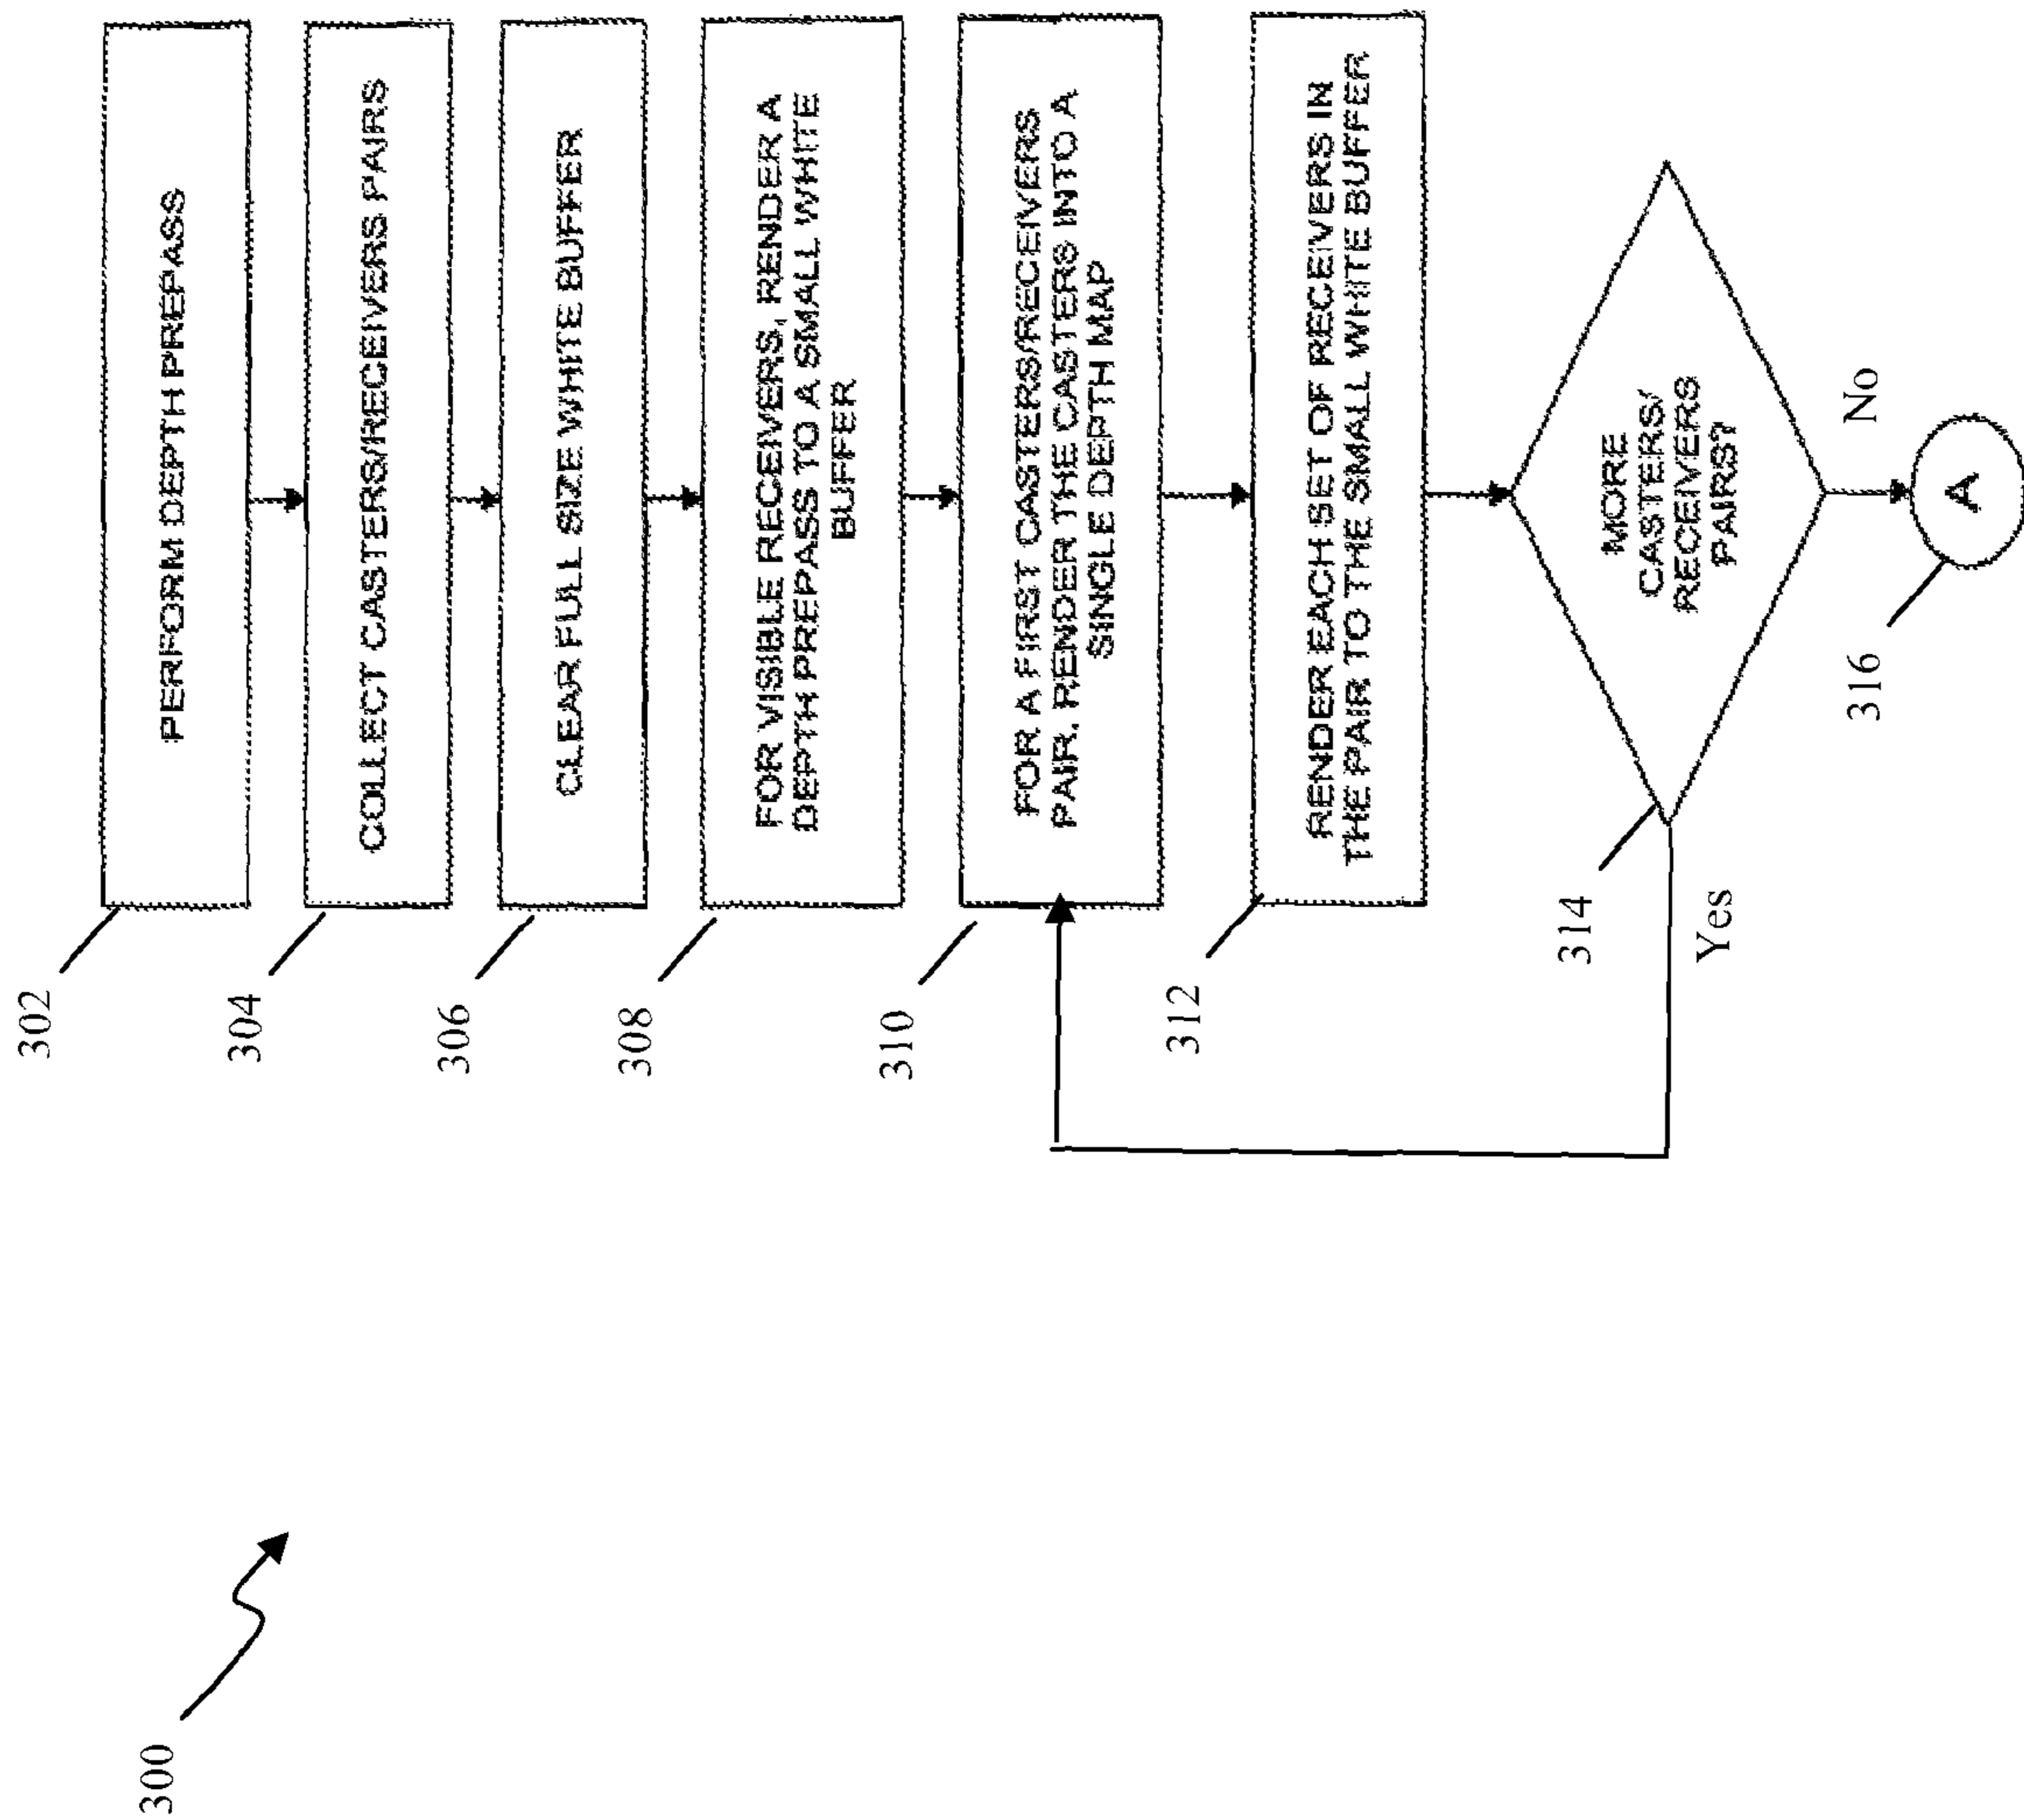 300
302
PERFORM DEPTH PREPASS
304
COLLECT CASTERS/RECEIVERS PAIRS
306
CLEAR FULL SIZE WHITE BUFFER
308
FOR VISIBLE RECEIVERS, RENDER A
DEPTH PREPASS TO A SMALL WHITE
BUFFER
310
FOR A FIRST CASTERS/RECEIVERS
PAIR, RENDER THE CASTERS INTO A
SINGLE DEPTH MAP
312
RENDER EACH SET OF RECEIVERS IN
THE PAIR TO THE SMALL WHITE BUFFER
314
MORE
CASTERS/
RECEIVERS
PAIRS?
Yes
No
316
A